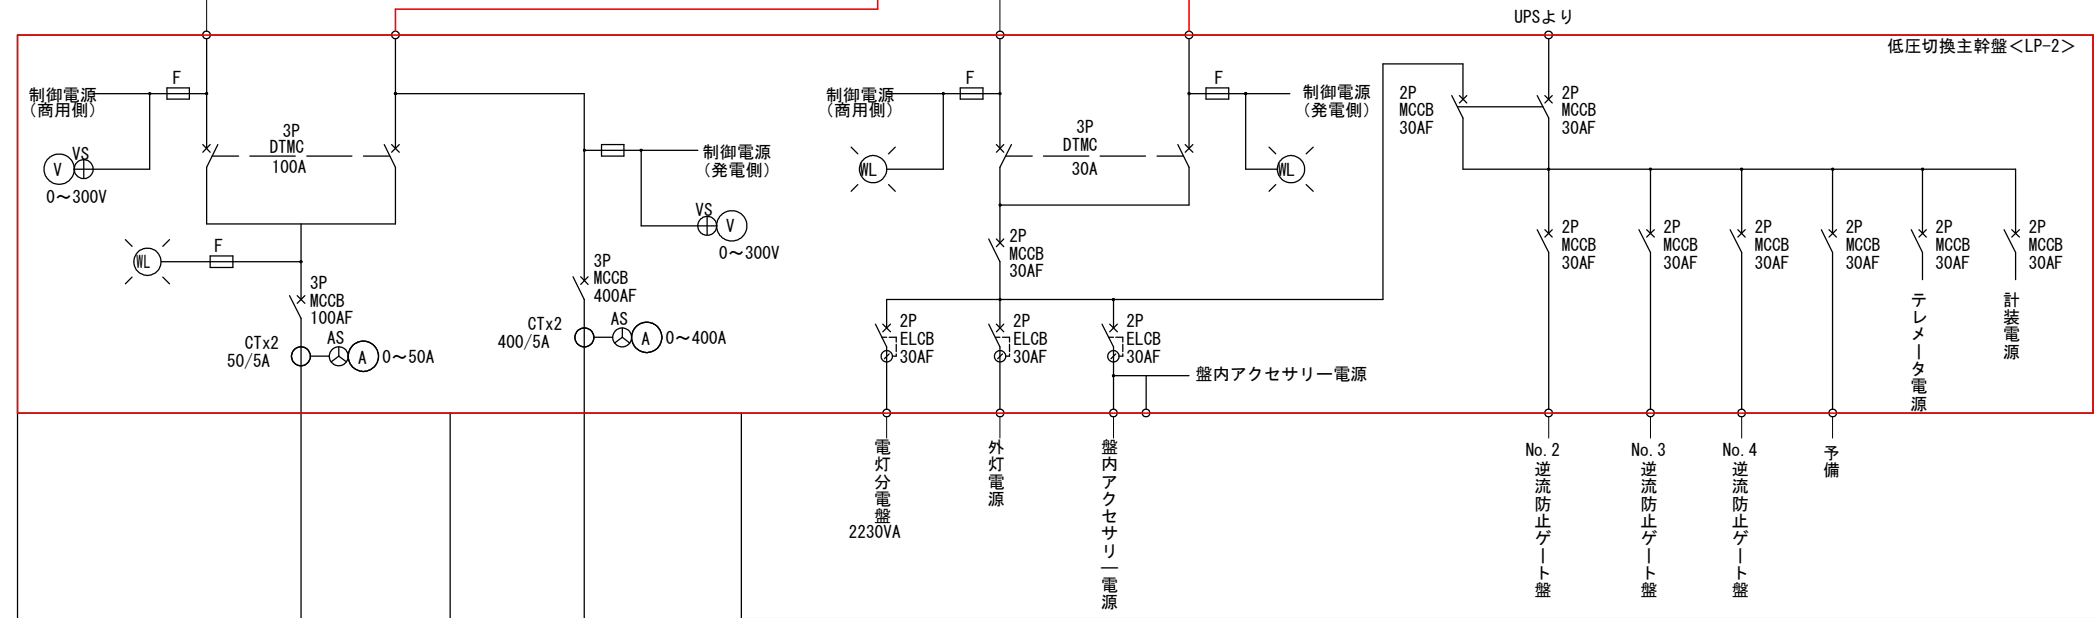 UPSより
低圧切換主幹盤＜LP-2＞
制御電源
(商用側)
F
3P
DTMC
100A
VS
V
0～300V
WL
F
3P
MCCB
100AF
CTx2
50/5A
AS
A
0～50A
制御電源
(発電側)
VS
V
0～300V
3P
MCCB
400AF
CTx2
400/5A
AS
A
0～400A
制御電源
(商用側)
F
WL
3P
DTMC
30A
F
制御電源
(発電側)
WL
2P
MCCB
30AF
2P
ELCB
30AF
2P
ELCB
30AF
2P
ELCB
30AF
盤内アクセサリー電源
電灯分電盤
2230VA
外灯電源
盤内アクセサリー電源
2P
MCCB
30AF
2P
MCCB
30AF
2P
MCCB
30AF
2P
MCCB
30AF
2P
MCCB
30AF
2P
MCCB
30AF
2P
MCCB
30AF
2P
MCCB
30AF
テレメータ電源
計装電源
No.2
逆流防止ゲート盤
No.3
逆流防止ゲート盤
No.4
逆流防止ゲート盤
予備